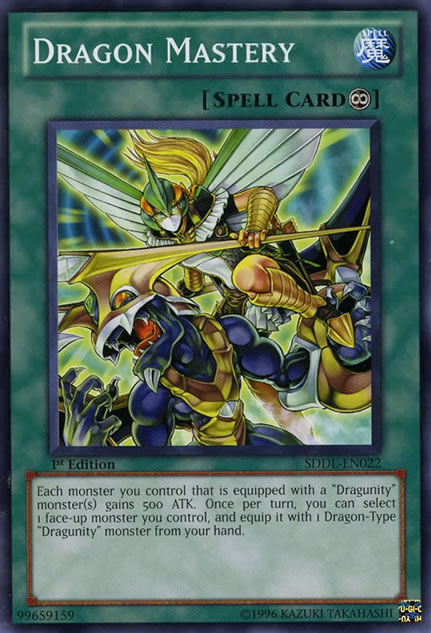 DRAGON MASTERY
SPELL
魔
[SPELL CARD]
1st Edition
SDDL-EN022
Each monster you control that is equipped with a "Dragunity"
monster(s) gains 500 ATK. Once per turn, you can select
1 face-up monster you control, and equip it with 1 Dragon-Type
"Dragunity" monster from your hand.
99659159
©1996 KAZUKI TAKAHASHI